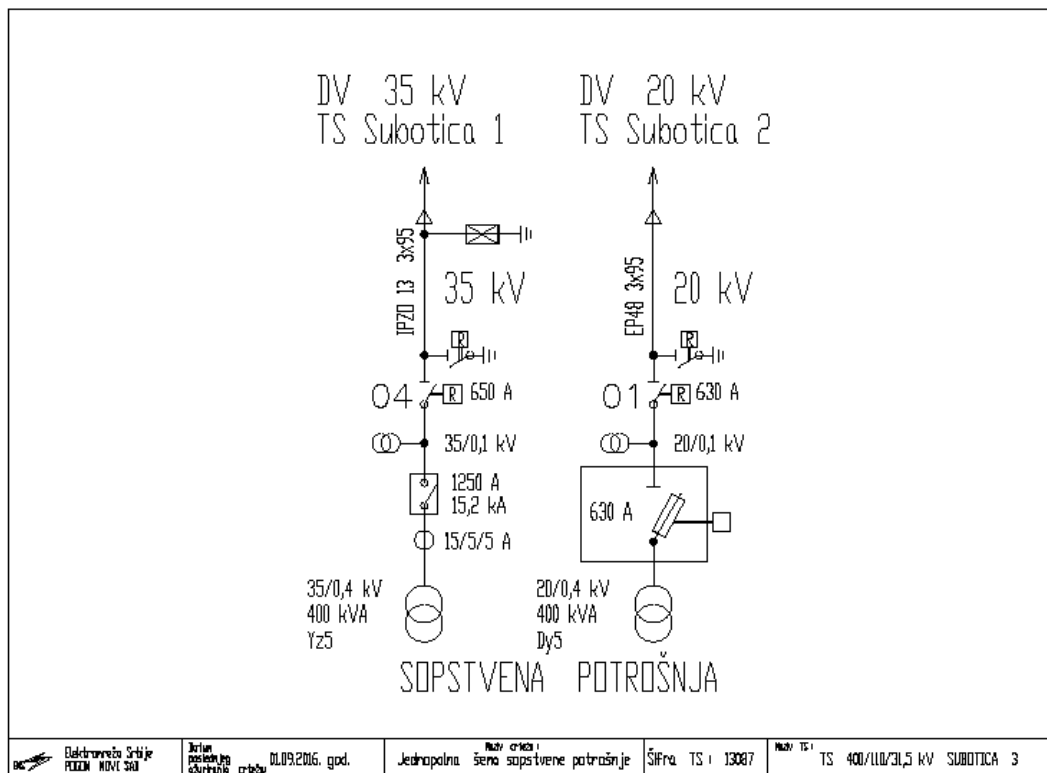 DV 35 kV
TS Subotica 1
DV 20 kV
TS Subotica 2
IPZO 13 3x95
35 kV
EP48 3x95
20 kV
R
R
04
R
650 A
01
R
630 A
35/0,1 kV
20/0,1 kV
1250 A
15,2 kA
630 A
15/5/5 A
35/0,4 kV
400 kVA
Yz5
20/0,4 kV
400 kVA
Dy5
SOPSTVENA POTROŠNJA
Elektromreža Srbije
POGON NOVI SAD
Datum
poslednjeg
ažuriranja crteža
01.09.2016. god.
Naziv crteža:
Jednopolna šema sopstvene potrošnje
Šifra TS : 13087
Naziv TS:
TS 400/110/31,5 kV SUBOTICA 3